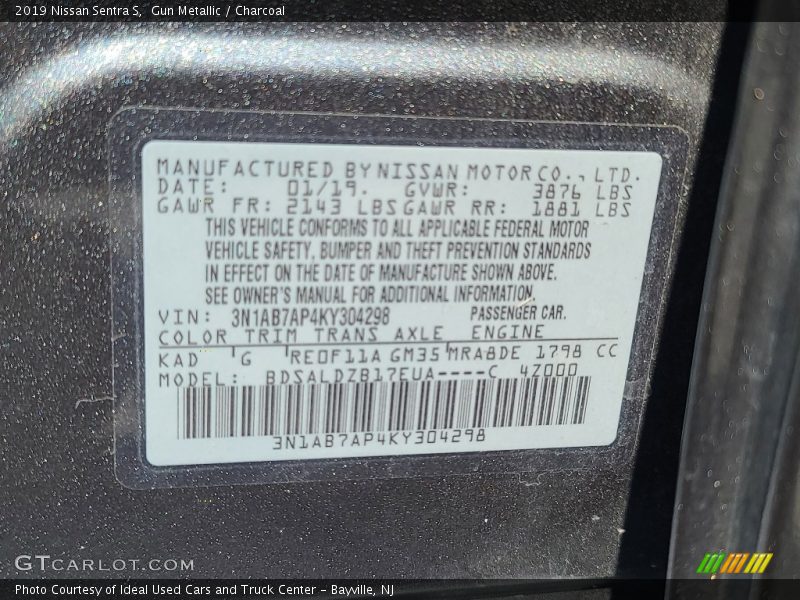 2019 Nissan Sentra S,  Gun Metallic / Charcoal
MANUFACTURED BY NISSAN MOTOR CO., LTD.
DATE: 01/19. GVWR: 3876 LBS
GAWR FR: 2143 LBS GAWR RR: 1881 LBS
THIS VEHICLE CONFORMS TO ALL APPLICABLE FEDERAL MOTOR
VEHICLE SAFETY, BUMPER AND THEFT PREVENTION STANDARDS
IN EFFECT ON THE DATE OF MANUFACTURE SHOWN ABOVE.
SEE OWNER'S MANUAL FOR ADDITIONAL INFORMATION
VIN: 3N1AB7AP4KY304298 PASSENGER CAR.
COLOR TRIM TRANS AXLE ENGINE
KAD G RE0F11A GM35 MRA8DE 1798 CC
MODEL: BDSALDZB17EUA----C 4Z000
3N1AB7AP4KY304298
GTCARLOT.COM
Photo Courtesy of Ideal Used Cars and Truck Center - Bayville, NJ